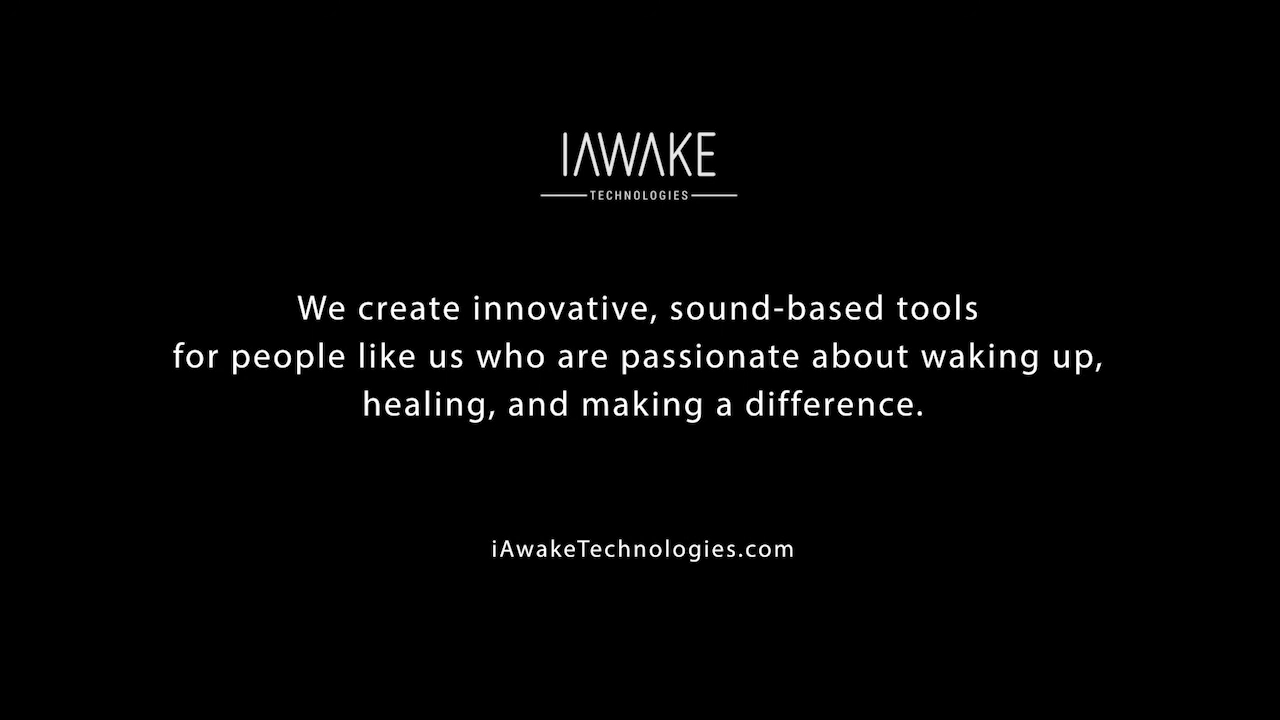 IAWAKE
TECHNOLOGIES
We create innovative, sound-based tools
for people like us who are passionate about waking up,
healing, and making a difference.
iAwakeTechnologies.com